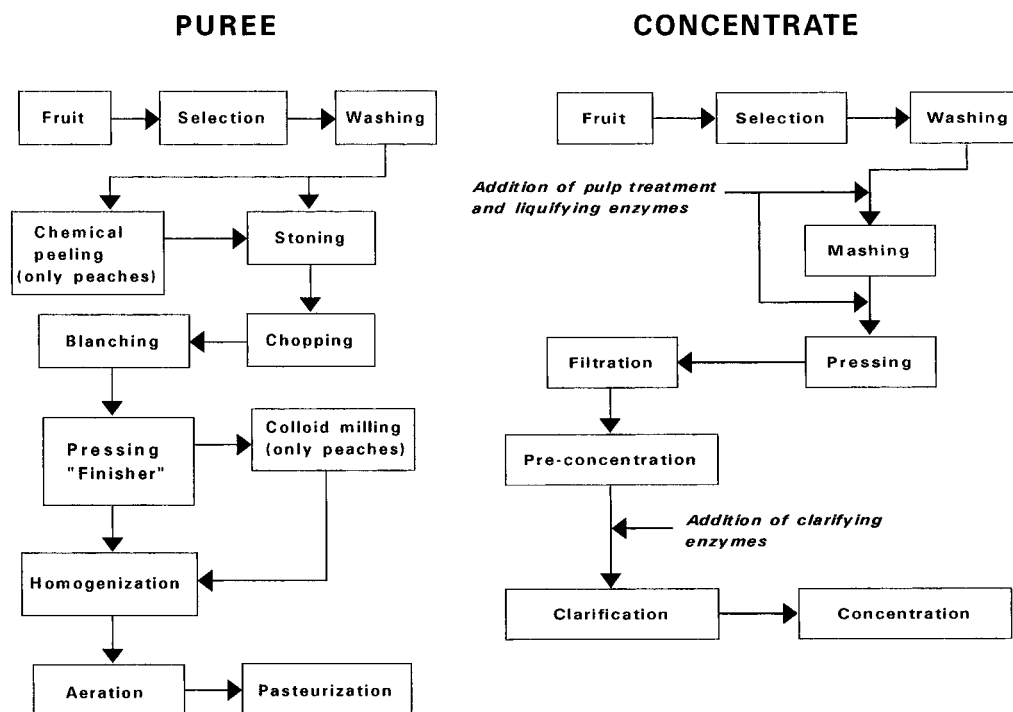 PUREE
Fruit
Selection
Washing
Chemical
peeling
(only peaches)
Stoning
Blanching
Chopping
Pressing
"Finisher"
Colloid milling
(only peaches)
Homogenization
Aeration
Pasteurization
CONCENTRATE
Fruit
Selection
Washing
Addition of pulp treatment
and liquifying enzymes
Mashing
Filtration
Pressing
Pre-concentration
Addition of clarifying
enzymes
Clarification
Concentration